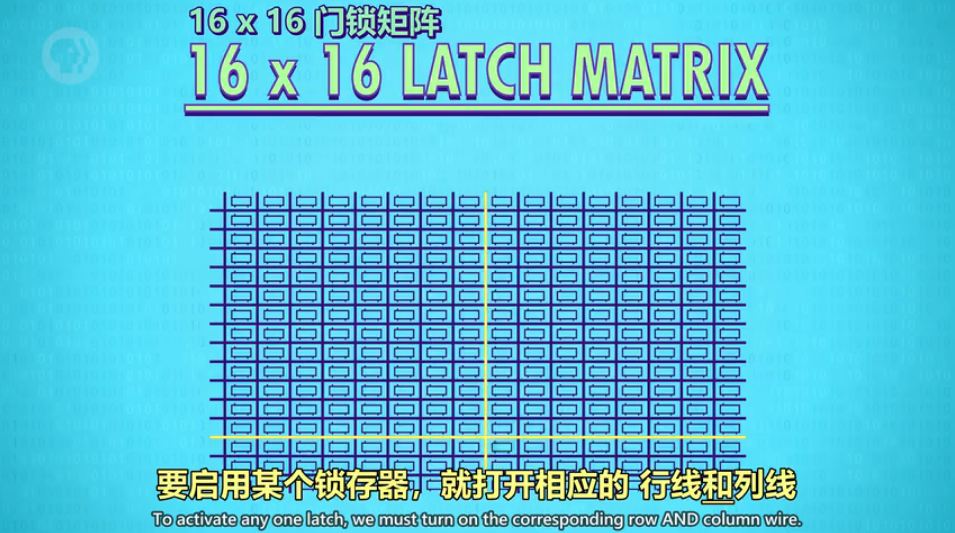 16 x 16 门锁矩阵
16 x 16 LATCH MATRIX
要启用某个锁存器，就打开相应的 行线和列线
To activate any one latch, we must turn on the corresponding row AND column wire.